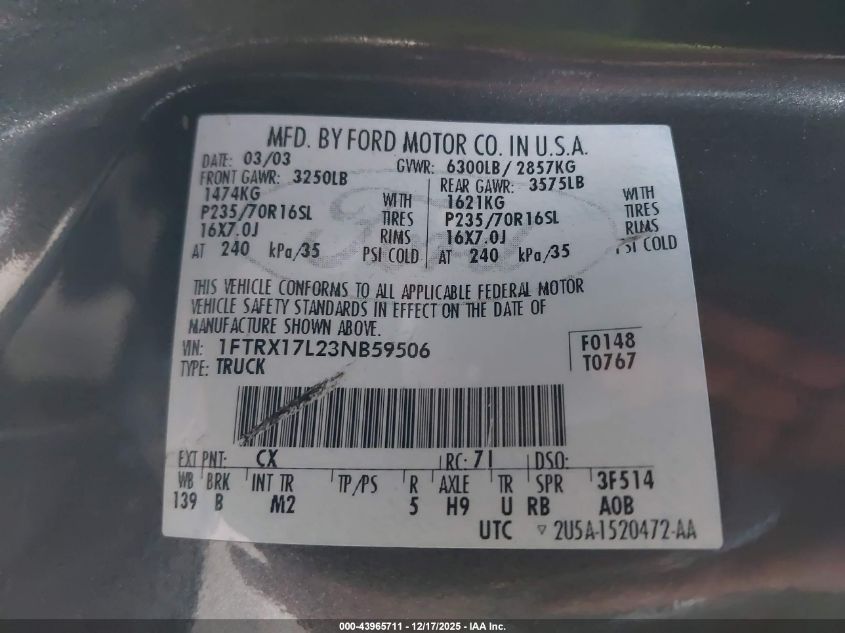 MFD. BY FORD MOTOR CO. IN U.S.A.
DATE: 03/03 GVWR: 6300LB/ 2857KG
FRONT GAWR: 3250LB REAR GAWR: 3575LB
1474KG WITH 1621KG WITH
P235/70R16SL TIRES P235/70R16SL TIRES
16X7.0J RIMS 16X7.0J RIMS
AT 240 kPa/35 PSI COLD AT 240 kPa/35 PSI COLD
Ford
THIS VEHICLE CONFORMS TO ALL APPLICABLE FEDERAL MOTOR
VEHICLE SAFETY STANDARDS IN EFFECT ON THE DATE OF
MANUFACTURE SHOWN ABOVE.
VIN: 1FTRX17L23NB59506 F0148
TYPE: TRUCK T0767
EXT PNT: CX RC: 71 DSO:
WB BRK INT TR TP/PS R AXLE TR SPR 3F514
139 B M2 5 H9 U RB A0B
UTC ▽ 2U5A-1520472-AA
000-43965711 - 12/17/2025 - IAA Inc.